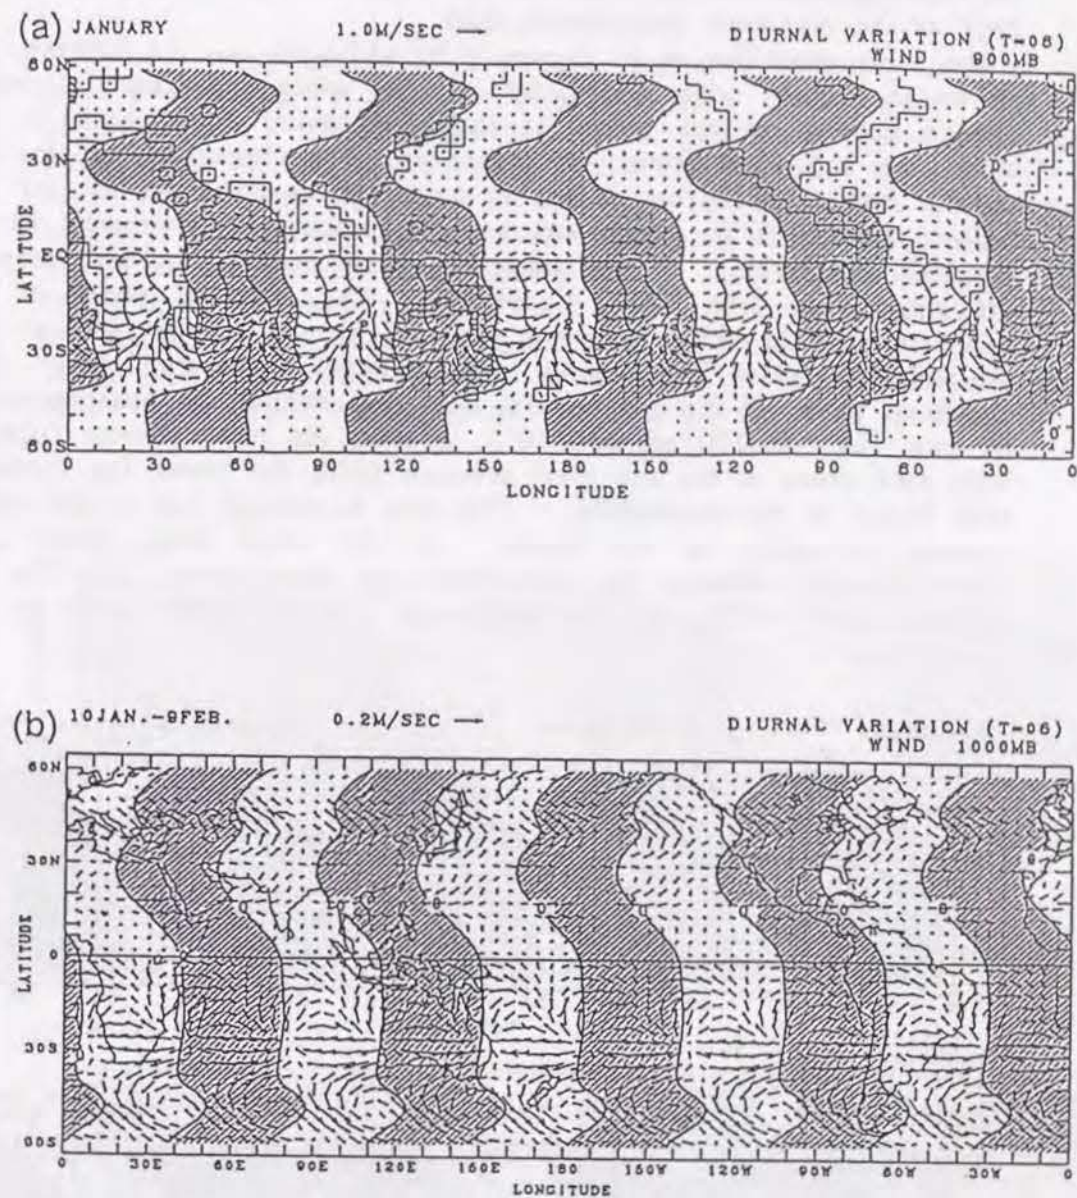 (a) JANUARY 1.0M/SEC → DIURNAL VARIATION (T=06)
WIND 900MB
60N
30N
EQ
30S
60S
LATITUDE
0 30 60 90 120 150 180 150 120 90 60 30 0
LONGITUDE
(b) 10JAN.-9FEB. 0.2M/SEC → DIURNAL VARIATION (T=06)
WIND 1000MB
60N
30N
0
30S
60S
LATITUDE
0 30E 60E 90E 120E 150E 180 150W 120W 90W 60W 30W 0
LONGITUDE